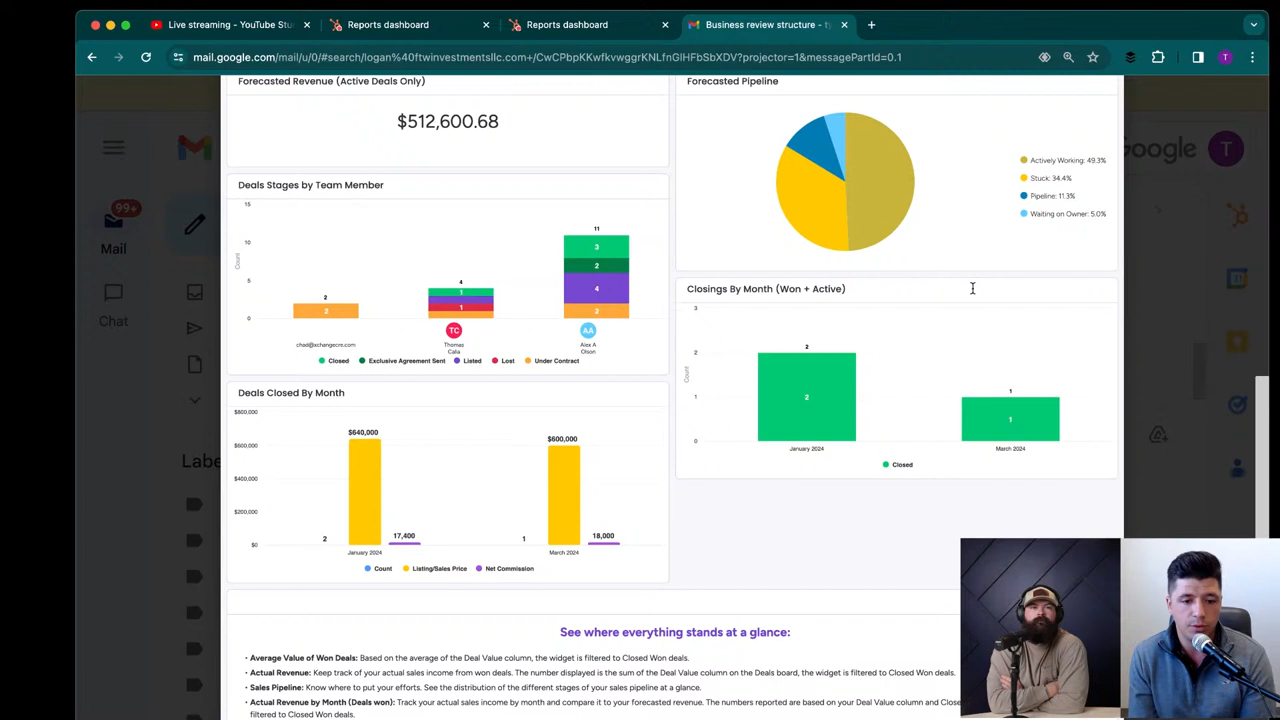 Live streaming - YouTube Stu
Reports dashboard
Reports dashboard
Business review structure - t
mail.google.com/mail/u/0/#search/logan%40ftwinvestmentsllc.com+/CwCPbpKKwfkvwggrKNLfnGlHFbSbXDV?projector=1&messagePartId=0.1
T
Forecasted Revenue (Active Deals Only)
$512,600.68
Forecasted Pipeline
Actively Working: 49.3%
Stuck: 34.4%
Pipeline: 11.3%
Waiting on Owner: 5.0%
99+
Mail
Chat
Google
T
Labe
Deals Stages by Team Member
15
10
5
0
Count
2
2
4
1
1
11
3
2
4
2
TC
AA
chad@xchangecre.com
Thomas
Calia
Alex A
Olson
Closed
Exclusive Agreement Sent
Listed
Lost
Under Contract
Closings By Month (Won + Active)
3
2
1
0
Count
2
2
1
1
January 2024
March 2024
Closed
Deals Closed By Month
$800,000
$600,000
$400,000
$200,000
$0
2
$640,000
17,400
1
$600,000
18,000
January 2024
March 2024
Count
Listing/Sales Price
Net Commission
See where everything stands at a glance:
• Average Value of Won Deals: Based on the average of the Deal Value column, the widget is filtered to Closed Won deals.
• Actual Revenue: Keep track of your actual sales income from won deals. The number displayed is the sum of the Deal Value column on the Deals board, the widget is filtered to
• Sales Pipeline: Know where to put your efforts. See the distribution of the different stages of your sales pipeline at a glance.
• Actual Revenue by Month (Deals won): Track your actual sales income by month and compare it to your forecasted revenue. The numbers reported are based on your Deal Value column and Close
filtered to Closed Won deals.